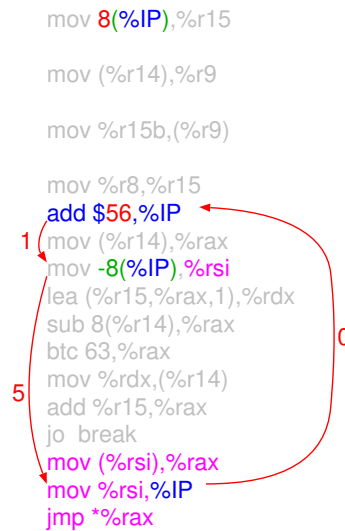 mov 8(%IP),%r15
mov (%r14),%r9
mov %r15b,(%r9)
mov %r8,%r15
add $56,%IP
1 mov (%r14),%rax
mov -8(%IP),%rsi
lea (%r15,%rax,1),%rdx
sub 8(%r14),%rax
0
btc 63,%rax
mov %rdx,(%r14)
5 add %r15,%rax
jo break
mov (%rsi),%rax
mov %rsi,%IP
jmp *%rax